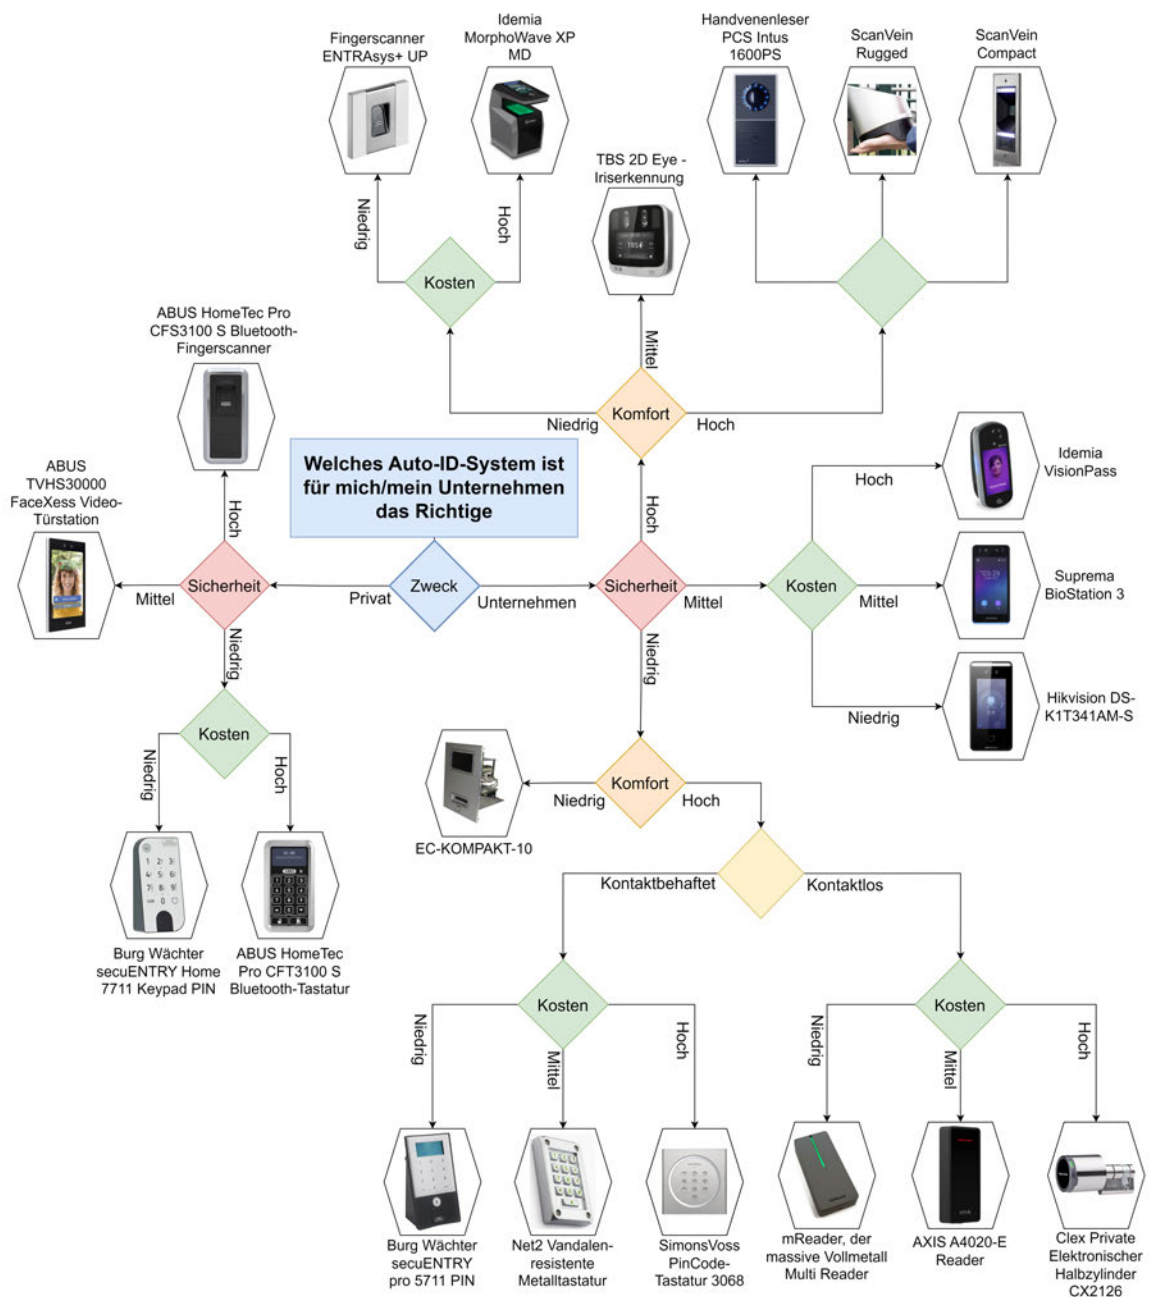 Fingerscanner
ENTRAsys+ UP
Idemia
MorphoWave XP
MD
Handvenenleser
PCS Intus
1600PS
ScanVein
Rugged
ScanVein
Compact
TBS 2D Eye -
Iriserkennung
TBS
Niedrig
Hoch
Kosten
Mittel
Komfort
Niedrig
Hoch
ABUS HomeTec Pro
CFS3100 S Bluetooth-
Fingerscanner
Welches Auto-ID-System ist
für mich/mein Unternehmen
das Richtige
ABUS
TVHS30000
FaceXess Video-
Türstation
Hoch
Sicherheit
Mittel
Niedrig
Privat
Zweck
Unternehmen
Hoch
Sicherheit
Mittel
Niedrig
Kosten
Hoch
Mittel
Niedrig
Idemia
VisionPass
Suprema
BioStation 3
Hikvision DS-
K1T341AM-S
Kosten
Niedrig
Hoch
Burg Wächter
secuENTRY Home
7711 Keypad PIN
ABUS HomeTec
Pro CFT3100 S
Bluetooth-Tastatur
Komfort
Niedrig
Hoch
EC-KOMPAKT-10
Kontaktbehaftet
Kontaktlos
Kosten
Niedrig
Mittel
Hoch
Kosten
Niedrig
Mittel
Hoch
Burg Wächter
secuENTRY
pro 5711 PIN
Net2 Vandalen-
resistente
Metalltastatur
SimonsVoss
PinCode-
Tastatur 3068
mReader, der
massive Vollmetall
Multi Reader
AXIS A4020-E
Reader
Clex Private
Elektronischer
Halbzylinder
CX2126